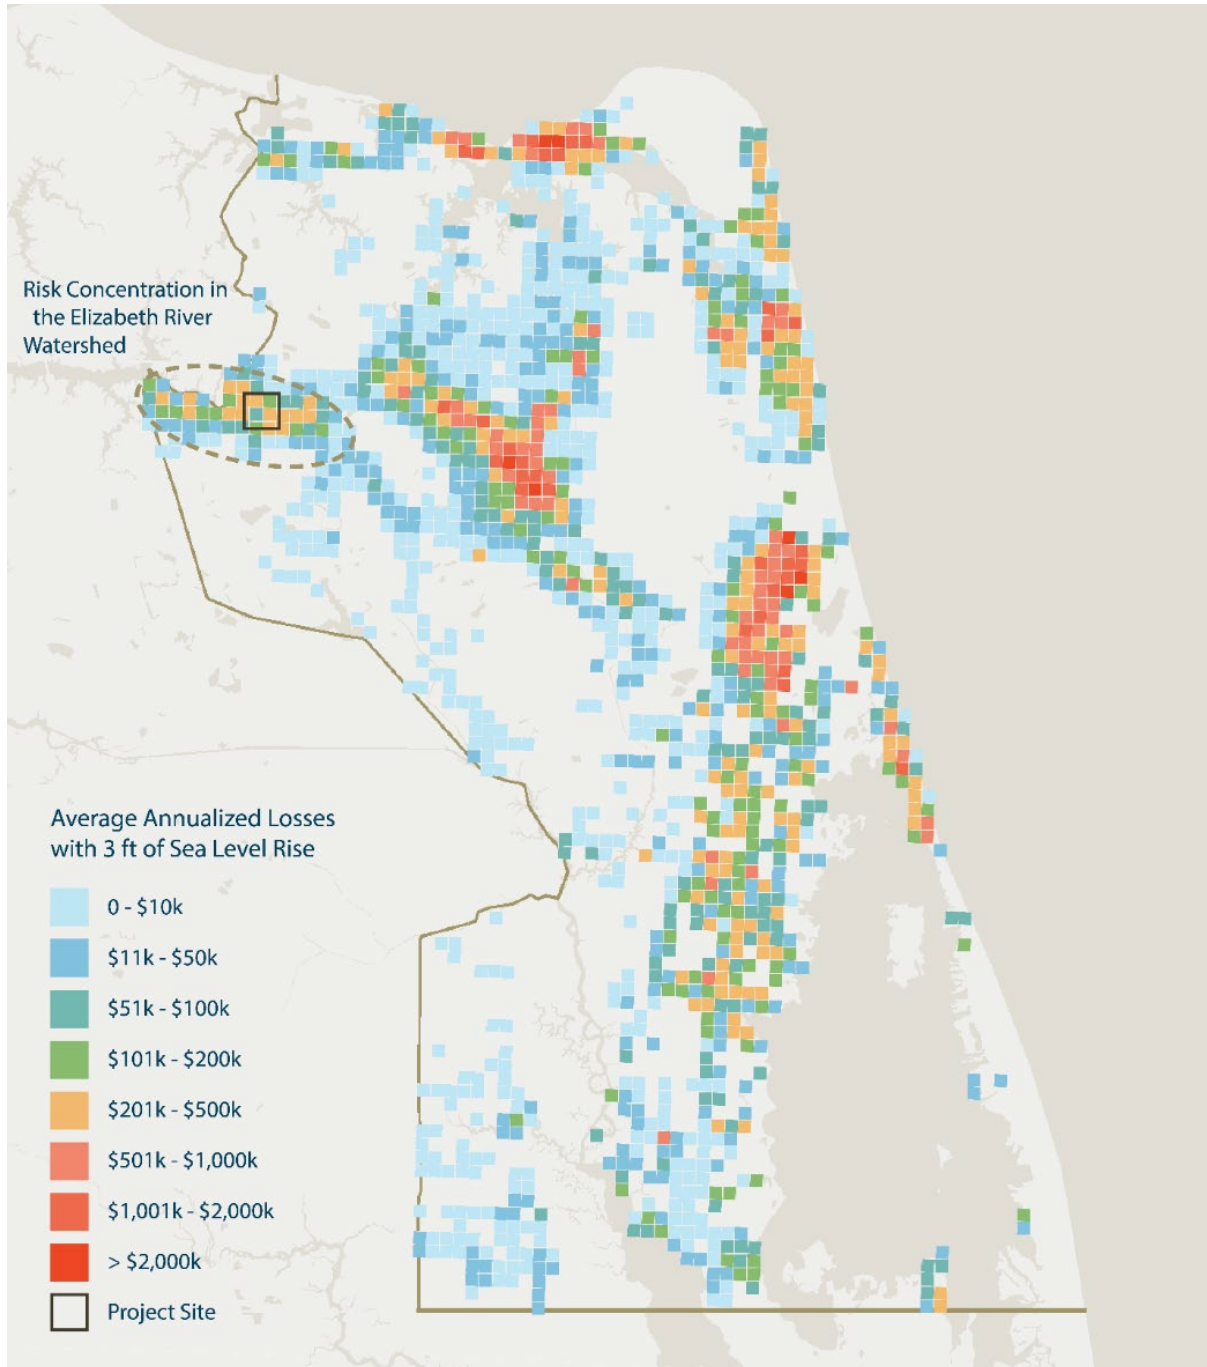 Risk Concentration in
the Elizabeth River
Watershed
Average Annualized Losses
with 3 ft of Sea Level Rise
0 - $10k
$11k - $50k
$51k - $100k
$101k - $200k
$201k - $500k
$501k - $1,000k
$1,001k - $2,000k
> $2,000k
Project Site